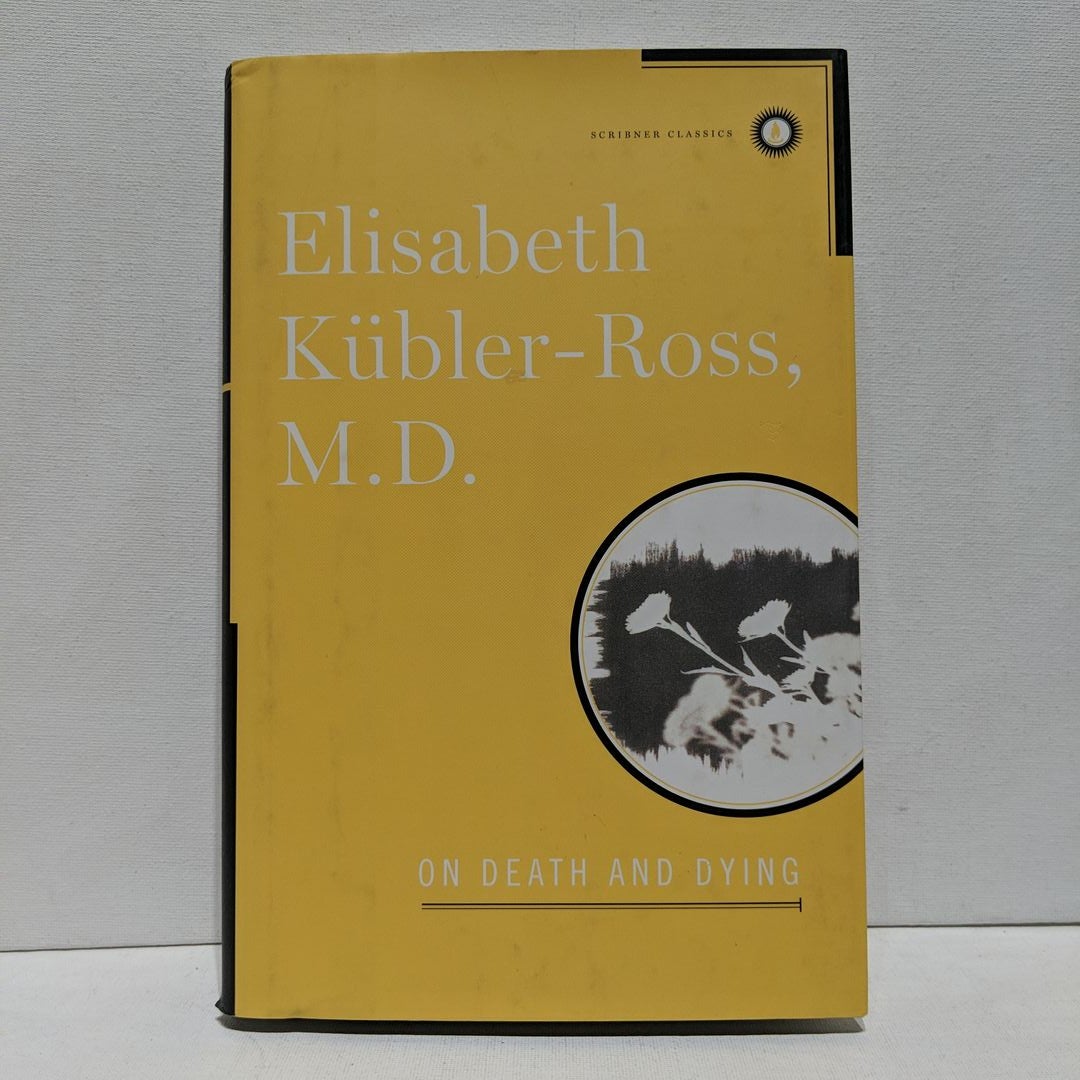 SCRIBNER CLASSICS
Elisabeth
Kübler-Ross,
M.D.
ON DEATH AND DYING